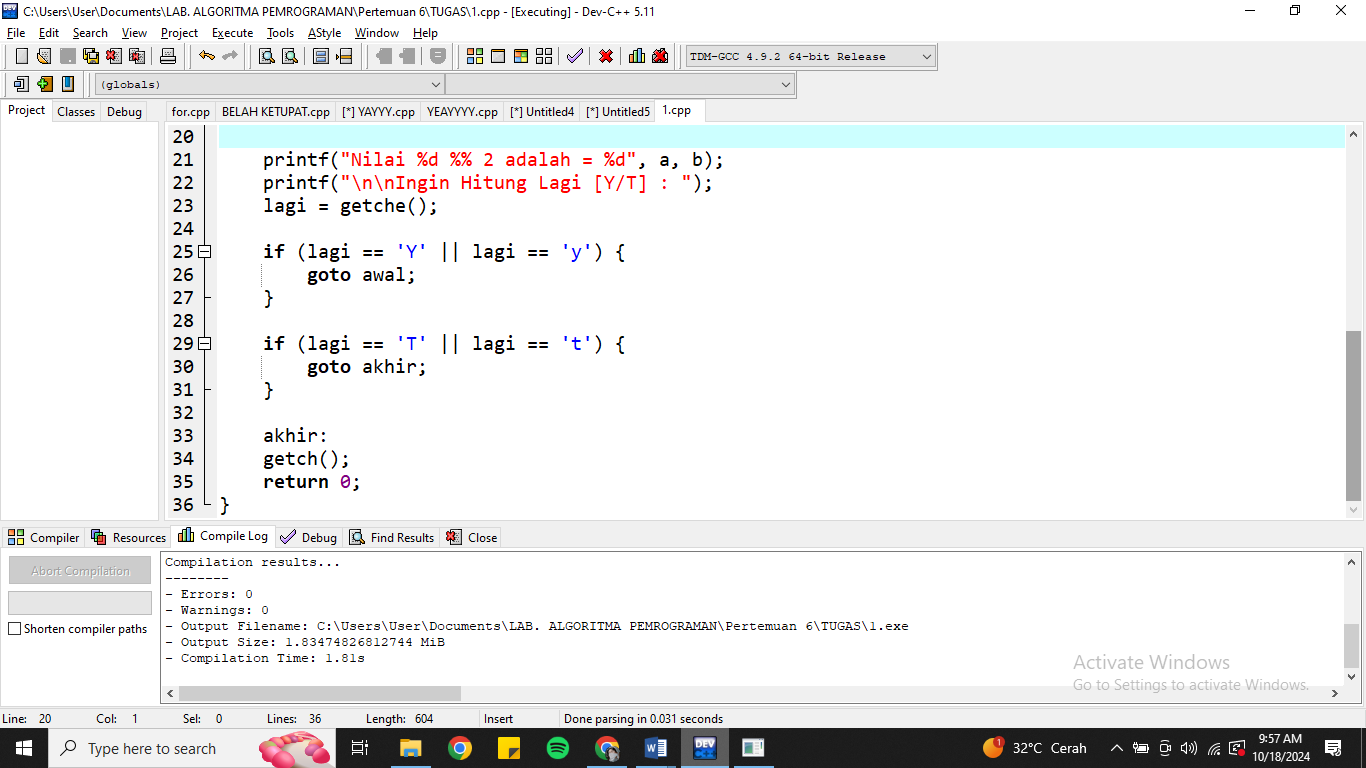 C:\Users\User\Documents\LAB. ALGORITMA PEMROGRAMAN\Pertemuan 6\TUGAS\1.cpp - [Executing] - Dev-C++ 5.11
File Edit Search View Project Execute Tools AStyle Window Help
TDM-GCC 4.9.2 64-bit Release
(globals)
Project Classes Debug
for.cpp BELAH KETUPAT.cpp [*] YAYYY.cpp YEAYYYY.cpp [*] Untitled4 [*] Untitled5 1.cpp
20
21 printf("Nilai %d %% 2 adalah = %d", a, b);
22 printf("\n\nIngin Hitung Lagi [Y/T] : ");
23 lagi = getche();
24
25 if (lagi == 'Y' || lagi == 'y') {
26 goto awal;
27 }
28
29 if (lagi == 'T' || lagi == 't') {
30 goto akhir;
31 }
32
33 akhir:
34 getch();
35 return 0;
36 }
Compiler Resources Compile Log Debug Find Results Close
Abort Compilation
Shorten compiler paths
Compilation results...
--------
- Errors: 0
- Warnings: 0
- Output Filename: C:\Users\User\Documents\LAB. ALGORITMA PEMROGRAMAN\Pertemuan 6\TUGAS\1.exe
- Output Size: 1.83474826812744 MiB
- Compilation Time: 1.81s
Activate Windows
Go to Settings to activate Windows.
Line: 20 Col: 1 Sel: 0 Lines: 36 Length: 604 Insert Done parsing in 0.031 seconds
Type here to search
DEV
1
32°C Cerah
9:57 AM
10/18/2024